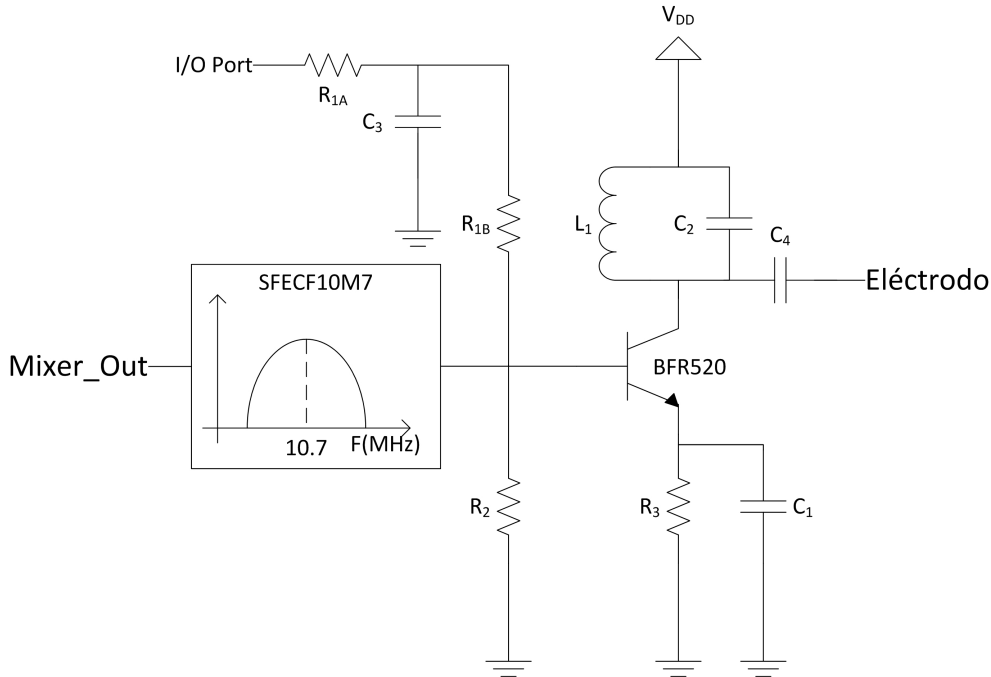 V_DD
I/O Port
R_1A
C_3
R_1B
L_1
C_2
C_4
Eléctrodo
SFECF10M7
Mixer_Out
BFR520
10.7
F(MHz)
R_2
R_3
C_1